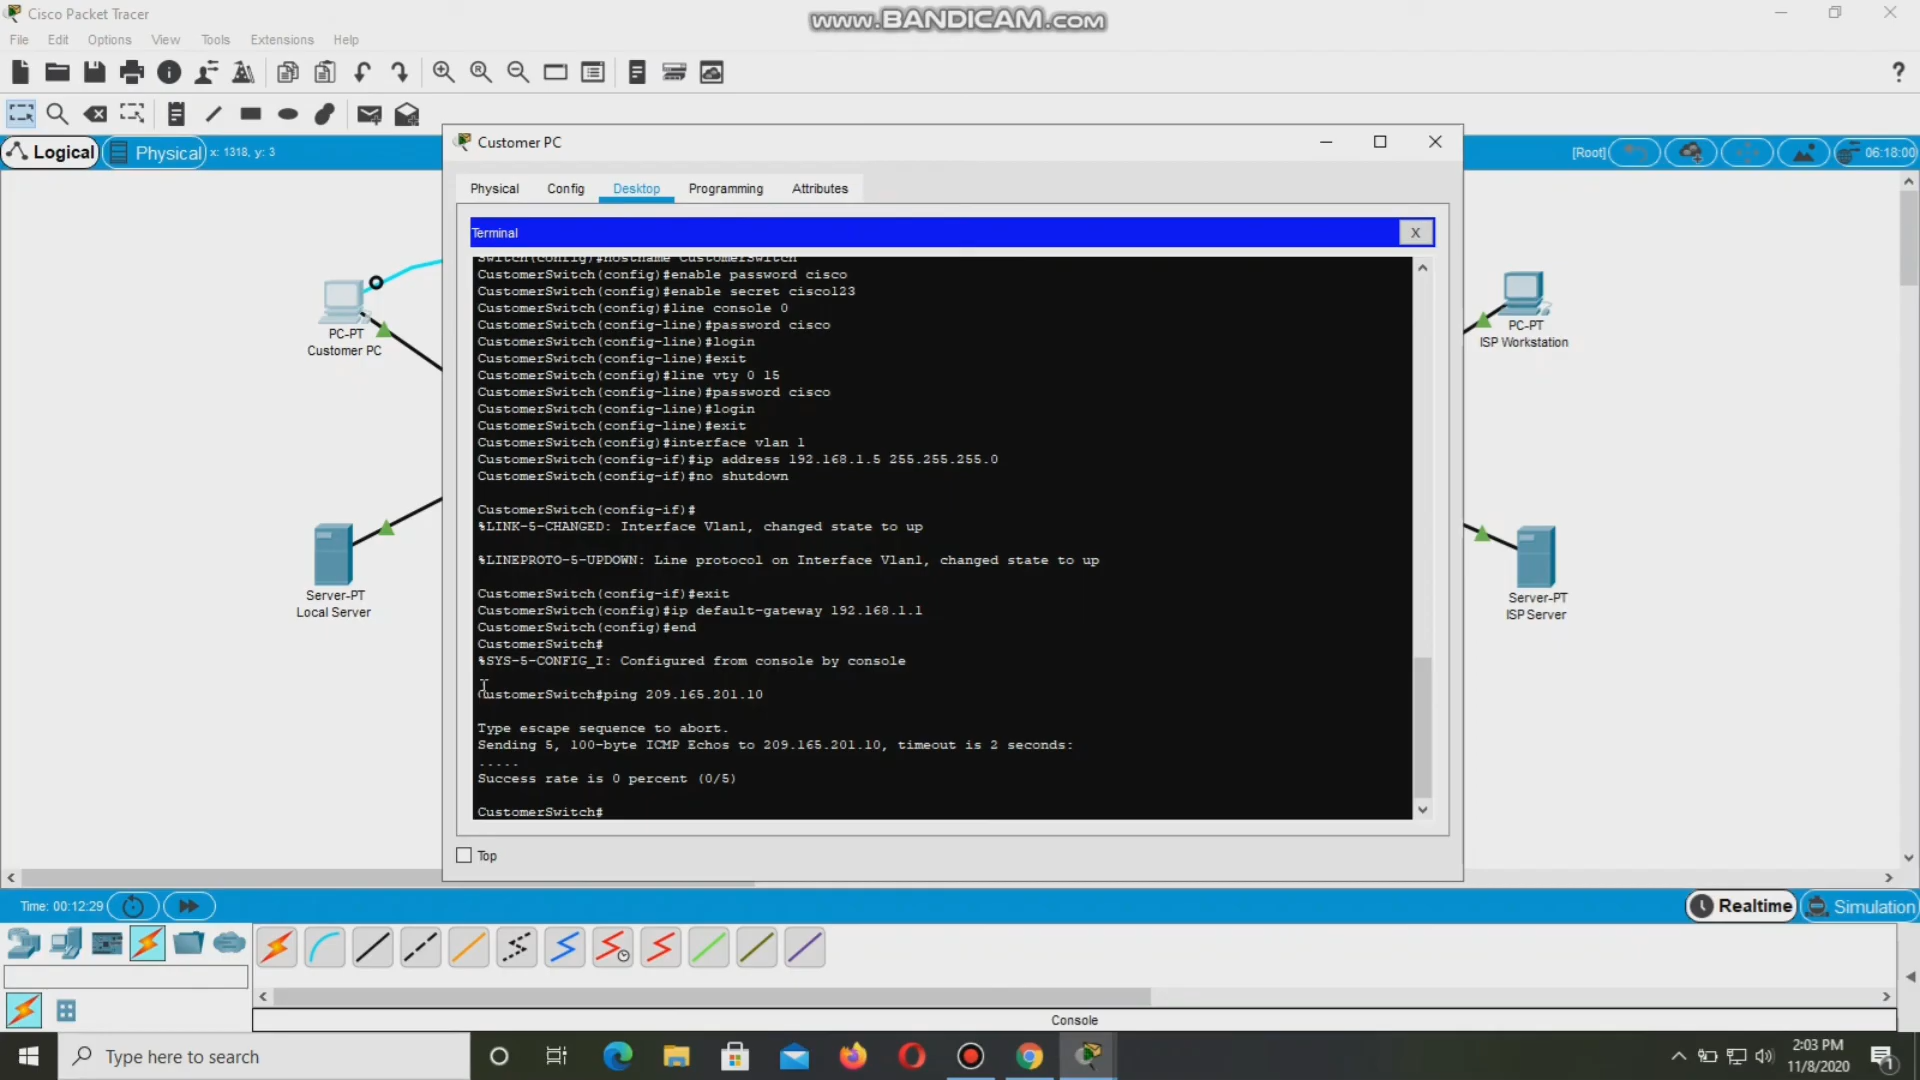 Cisco Packet Tracer
www.BANDICAM.com
File Edit Options View Tools Extensions Help
?
Logical Physical x: 1318, y: 3
[Root] 06:18:00
Customer PC
Physical Config Desktop Programming Attributes
Terminal
X
Switch(config)#hostname CustomerSwitch
CustomerSwitch(config)#enable password cisco
CustomerSwitch(config)#enable secret cisco123
CustomerSwitch(config)#line console 0
CustomerSwitch(config-line)#password cisco
CustomerSwitch(config-line)#login
CustomerSwitch(config-line)#exit
CustomerSwitch(config)#line vty 0 15
CustomerSwitch(config-line)#password cisco
CustomerSwitch(config-line)#login
CustomerSwitch(config-line)#exit
CustomerSwitch(config)#interface vlan 1
CustomerSwitch(config-if)#ip address 192.168.1.5 255.255.255.0
CustomerSwitch(config-if)#no shutdown
CustomerSwitch(config-if)#
%LINK-5-CHANGED: Interface Vlan1, changed state to up
%LINEPROTO-5-UPDOWN: Line protocol on Interface Vlan1, changed state to up
CustomerSwitch(config-if)#exit
CustomerSwitch(config)#ip default-gateway 192.168.1.1
CustomerSwitch(config)#end
CustomerSwitch#
%SYS-5-CONFIG_I: Configured from console by console
CustomerSwitch#ping 209.165.201.10
Type escape sequence to abort.
Sending 5, 100-byte ICMP Echos to 209.165.201.10, timeout is 2 seconds:
.....
Success rate is 0 percent (0/5)
CustomerSwitch#
Top
PC-PT
Customer PC
Server-PT
Local Server
PC-PT
ISP Workstation
Server-PT
ISP Server
Time: 00:12:29
Realtime Simulation
Console
Type here to search
2:03 PM
11/8/2020
1